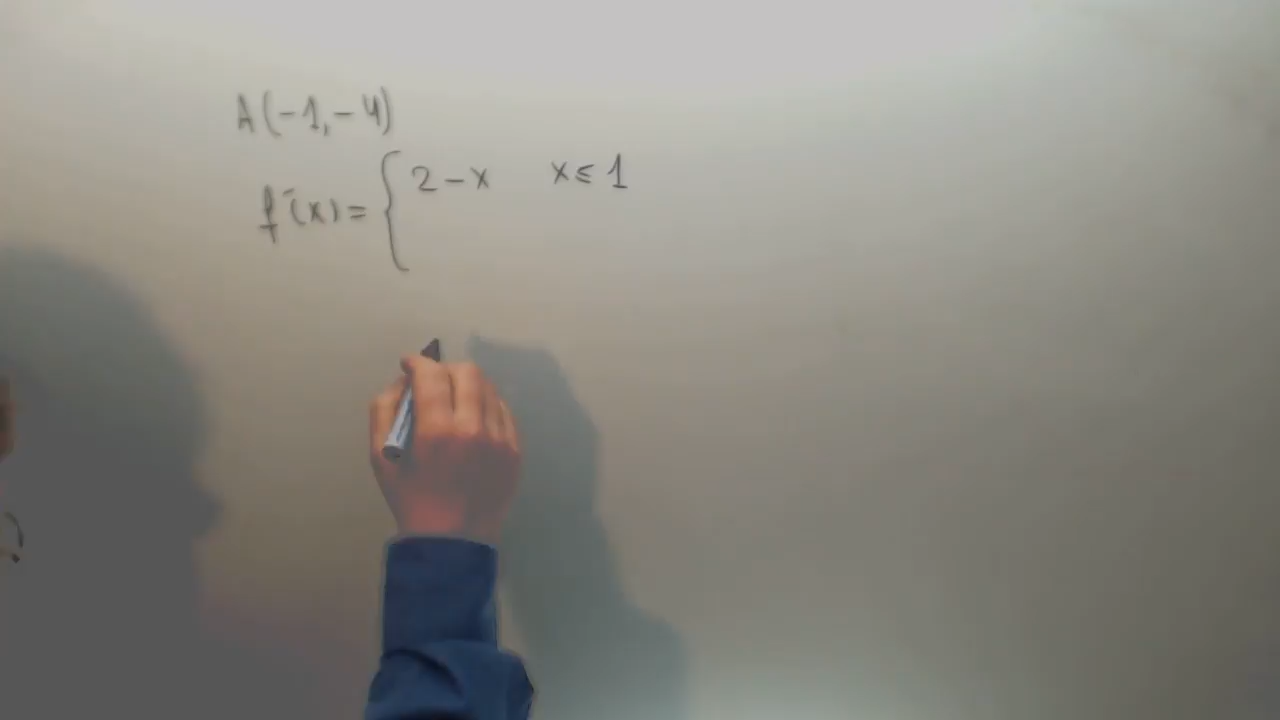 A(-1,-4)
f'(x)= { 2-x x≤1